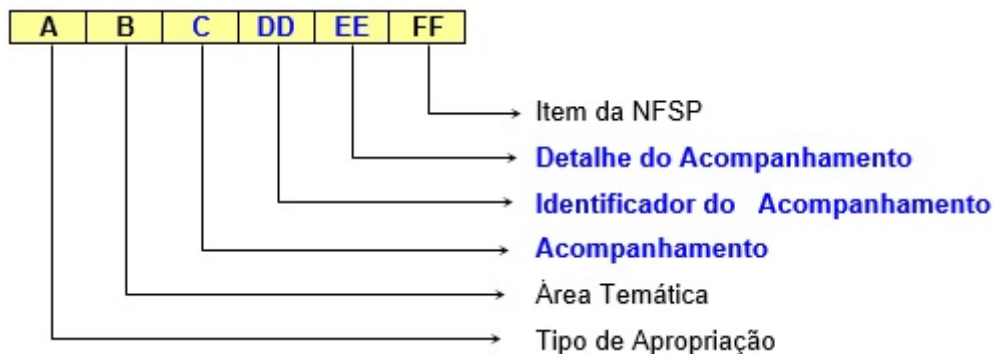 A B C DD EE FF
Item da NFSP
Detalhe do Acompanhamento
Identificador do Acompanhamento
Acompanhamento
Área Temática
Tipo de Apropriação